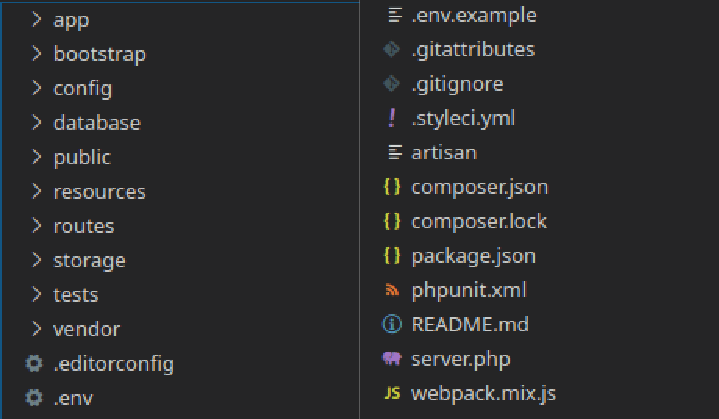 app
bootstrap
config
database
public
resources
routes
storage
tests
vendor
.editorconfig
.env
.env.example
.gitattributes
.gitignore
.styleci.yml
artisan
composer.json
composer.lock
package.json
phpunit.xml
README.md
server.php
JS webpack.mix.js